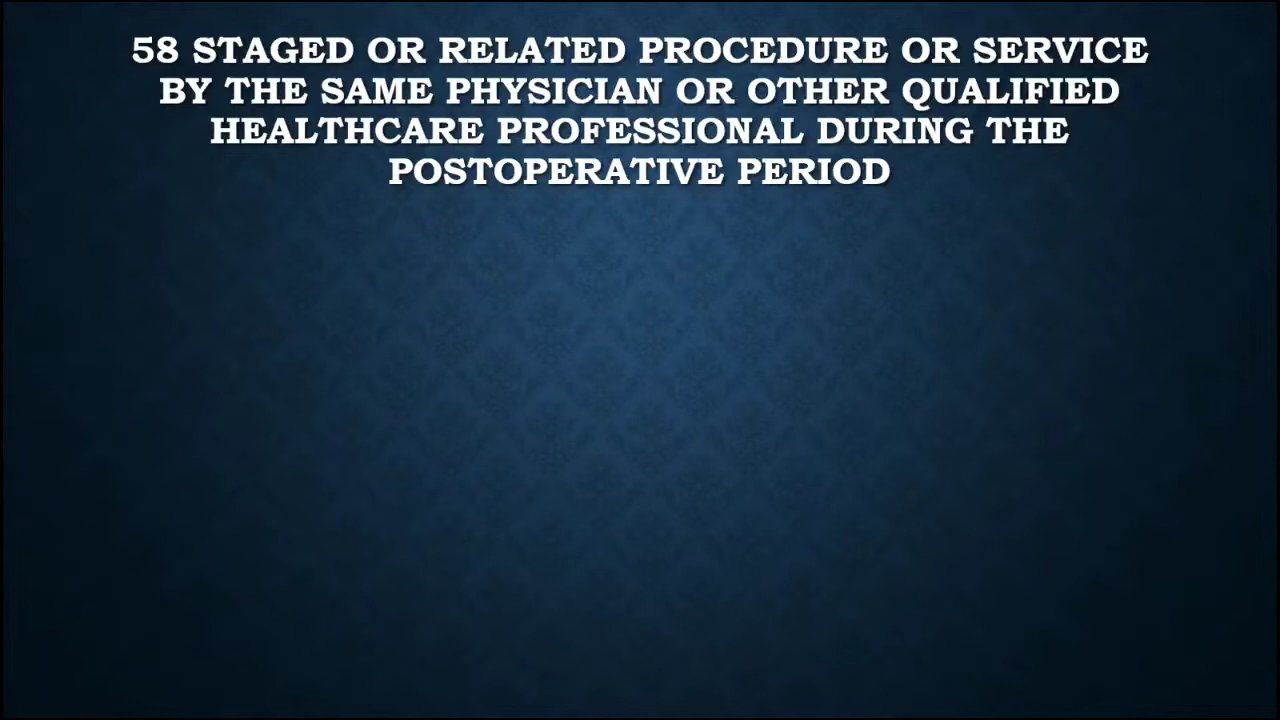 58 STAGED OR RELATED PROCEDURE OR SERVICE
BY THE SAME PHYSICIAN OR OTHER QUALIFIED
HEALTHCARE PROFESSIONAL DURING THE
POSTOPERATIVE PERIOD